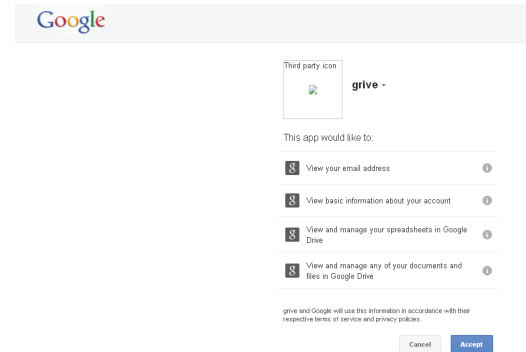 Google
Third party icon
grive
This app would like to:
View your email address
View basic information about your account
View and manage your spreadsheets in Google
Drive
View and manage any of your documents and
files in Google Drive
grive and Google will use this information in accordance with their
respective terms of service and privacy policies.
Cancel Accept